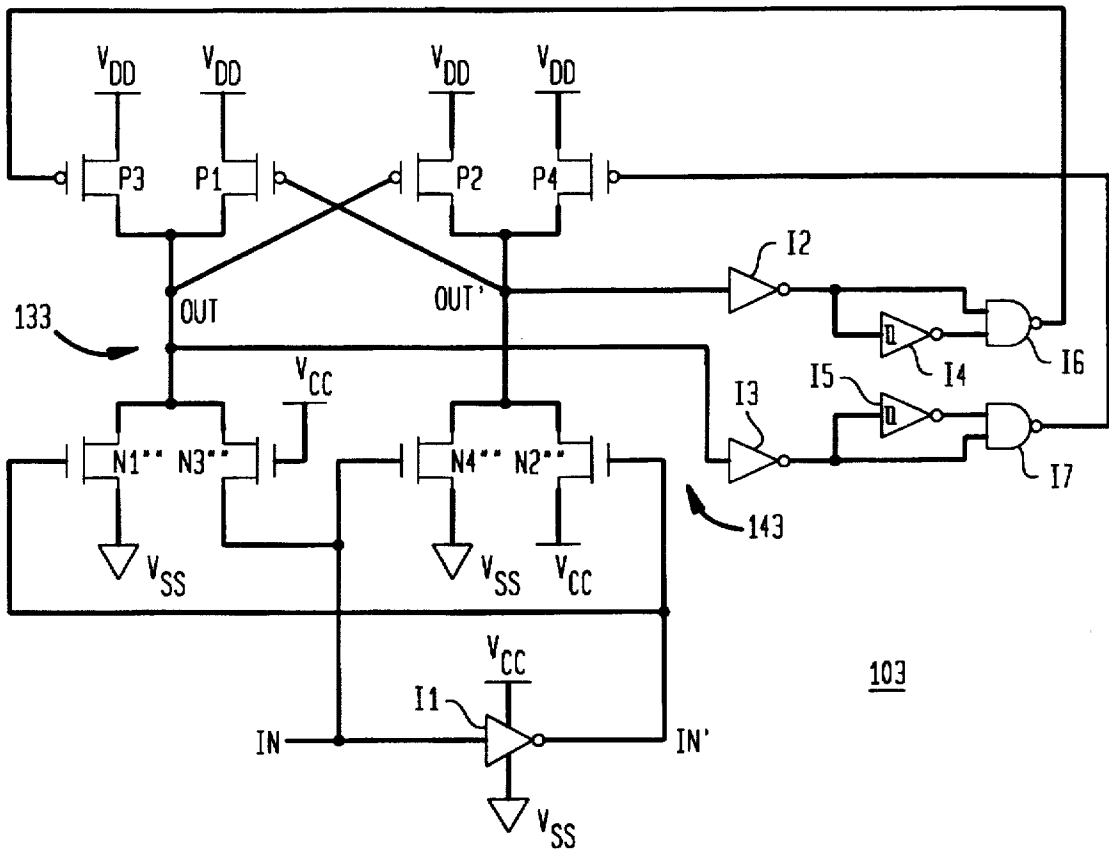 VDD VDD VDD VDD
P3 P1 P2 P4
I2
OUT OUT'
133
I4 I6
VCC
I3 I5
N1** N3** N4** N2**
I7
143
VSS VSS VCC
VCC
103
I1
IN IN'
VSS